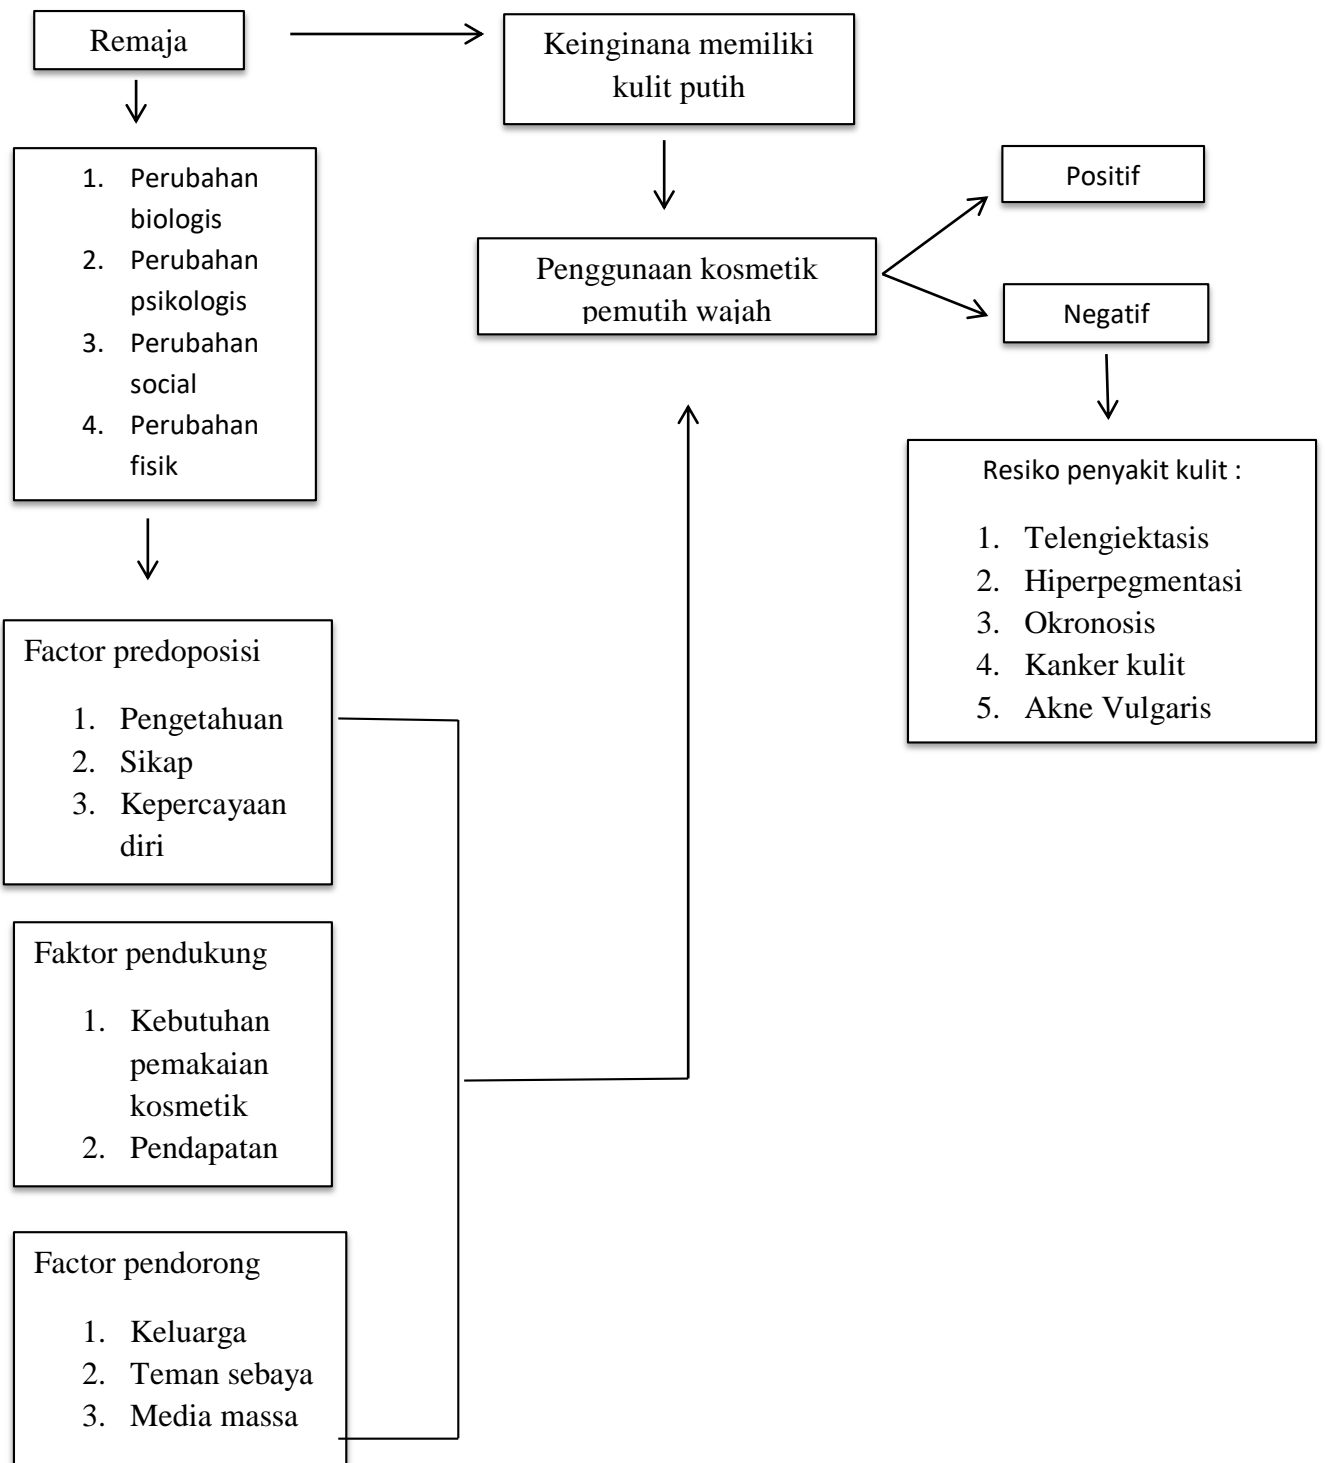 Remaja
Keinginana memiliki
kulit putih
1. Perubahan
biologis
2. Perubahan
psikologis
3. Perubahan
social
4. Perubahan
fisik
Positif
Penggunaan kosmetik
pemutih wajah
Negatif
Resiko penyakit kulit :
1. Telengiektasis
2. Hiperpegmentasi
3. Okronosis
4. Kanker kulit
5. Akne Vulgaris
Factor predoposisi
1. Pengetahuan
2. Sikap
3. Kepercayaan
diri
Faktor pendukung
1. Kebutuhan
pemakaian
kosmetik
2. Pendapatan
Factor pendorong
1. Keluarga
2. Teman sebaya
3. Media massa